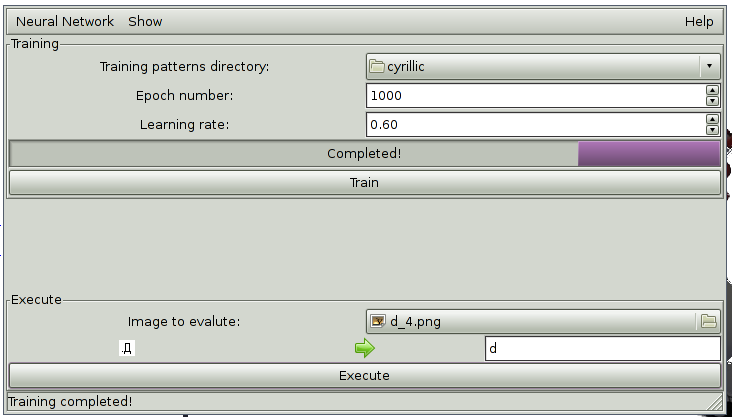 Neural Network Show Help
Training
Training patterns directory: cyrillic
Epoch number: 1000
Learning rate: 0.60
Completed!
Train
Execute
Image to evalute: d_4.png
.Д d
Execute
Training completed!